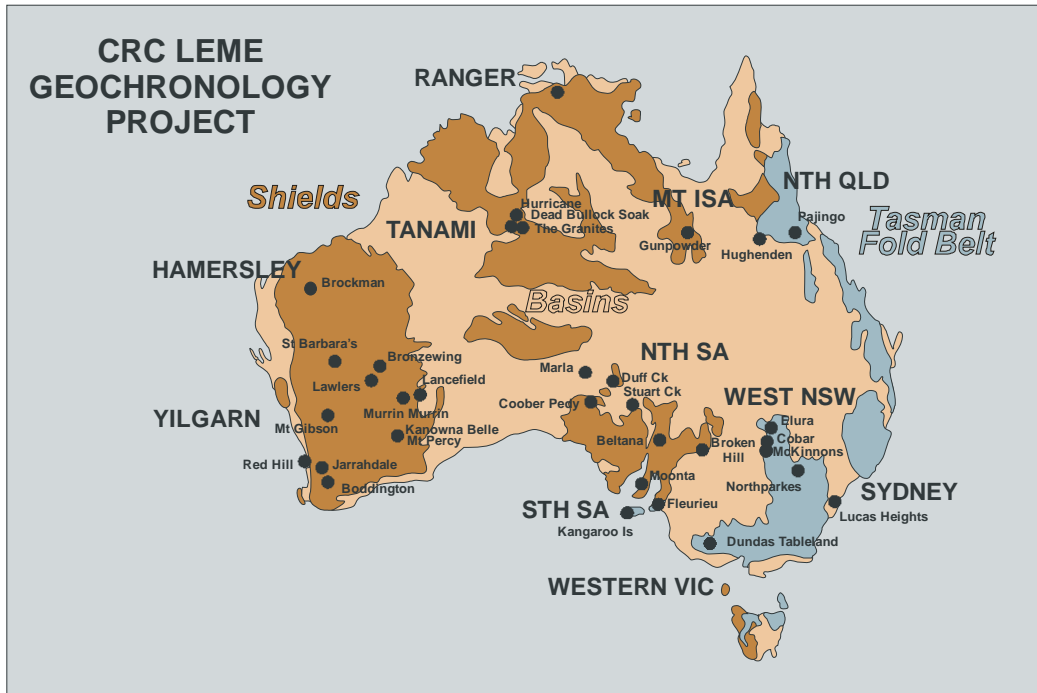 CRC LEME
GEOCHRONOLOGY
PROJECT
RANGER
Shields
NTH QLD
MT ISA
Hurricane
Dead Bullock Soak
TANAMI
The Granites
Pajingo
Tasman
Fold Belt
Gunpowder
Hughenden
HAMERSLEY
Brockman
Basins
St Barbara's
Bronzewing
NTH SA
Marla
Lawlers
Lancefield
Duff Ck
Stuart Ck
Murrin Murrin
Coober Pedy
WEST NSW
YILGARN
Mt Gibson
Kanowna Belle
Mt Percy
Elura
Beltana
Broken
Hill
Cobar
McKinnons
Red Hill
Jarrahdale
Boddington
Moonta
Northparkes
SYDNEY
Lucas Heights
STH SA
Fleurieu
Kangaroo Is
Dundas Tableland
WESTERN VIC